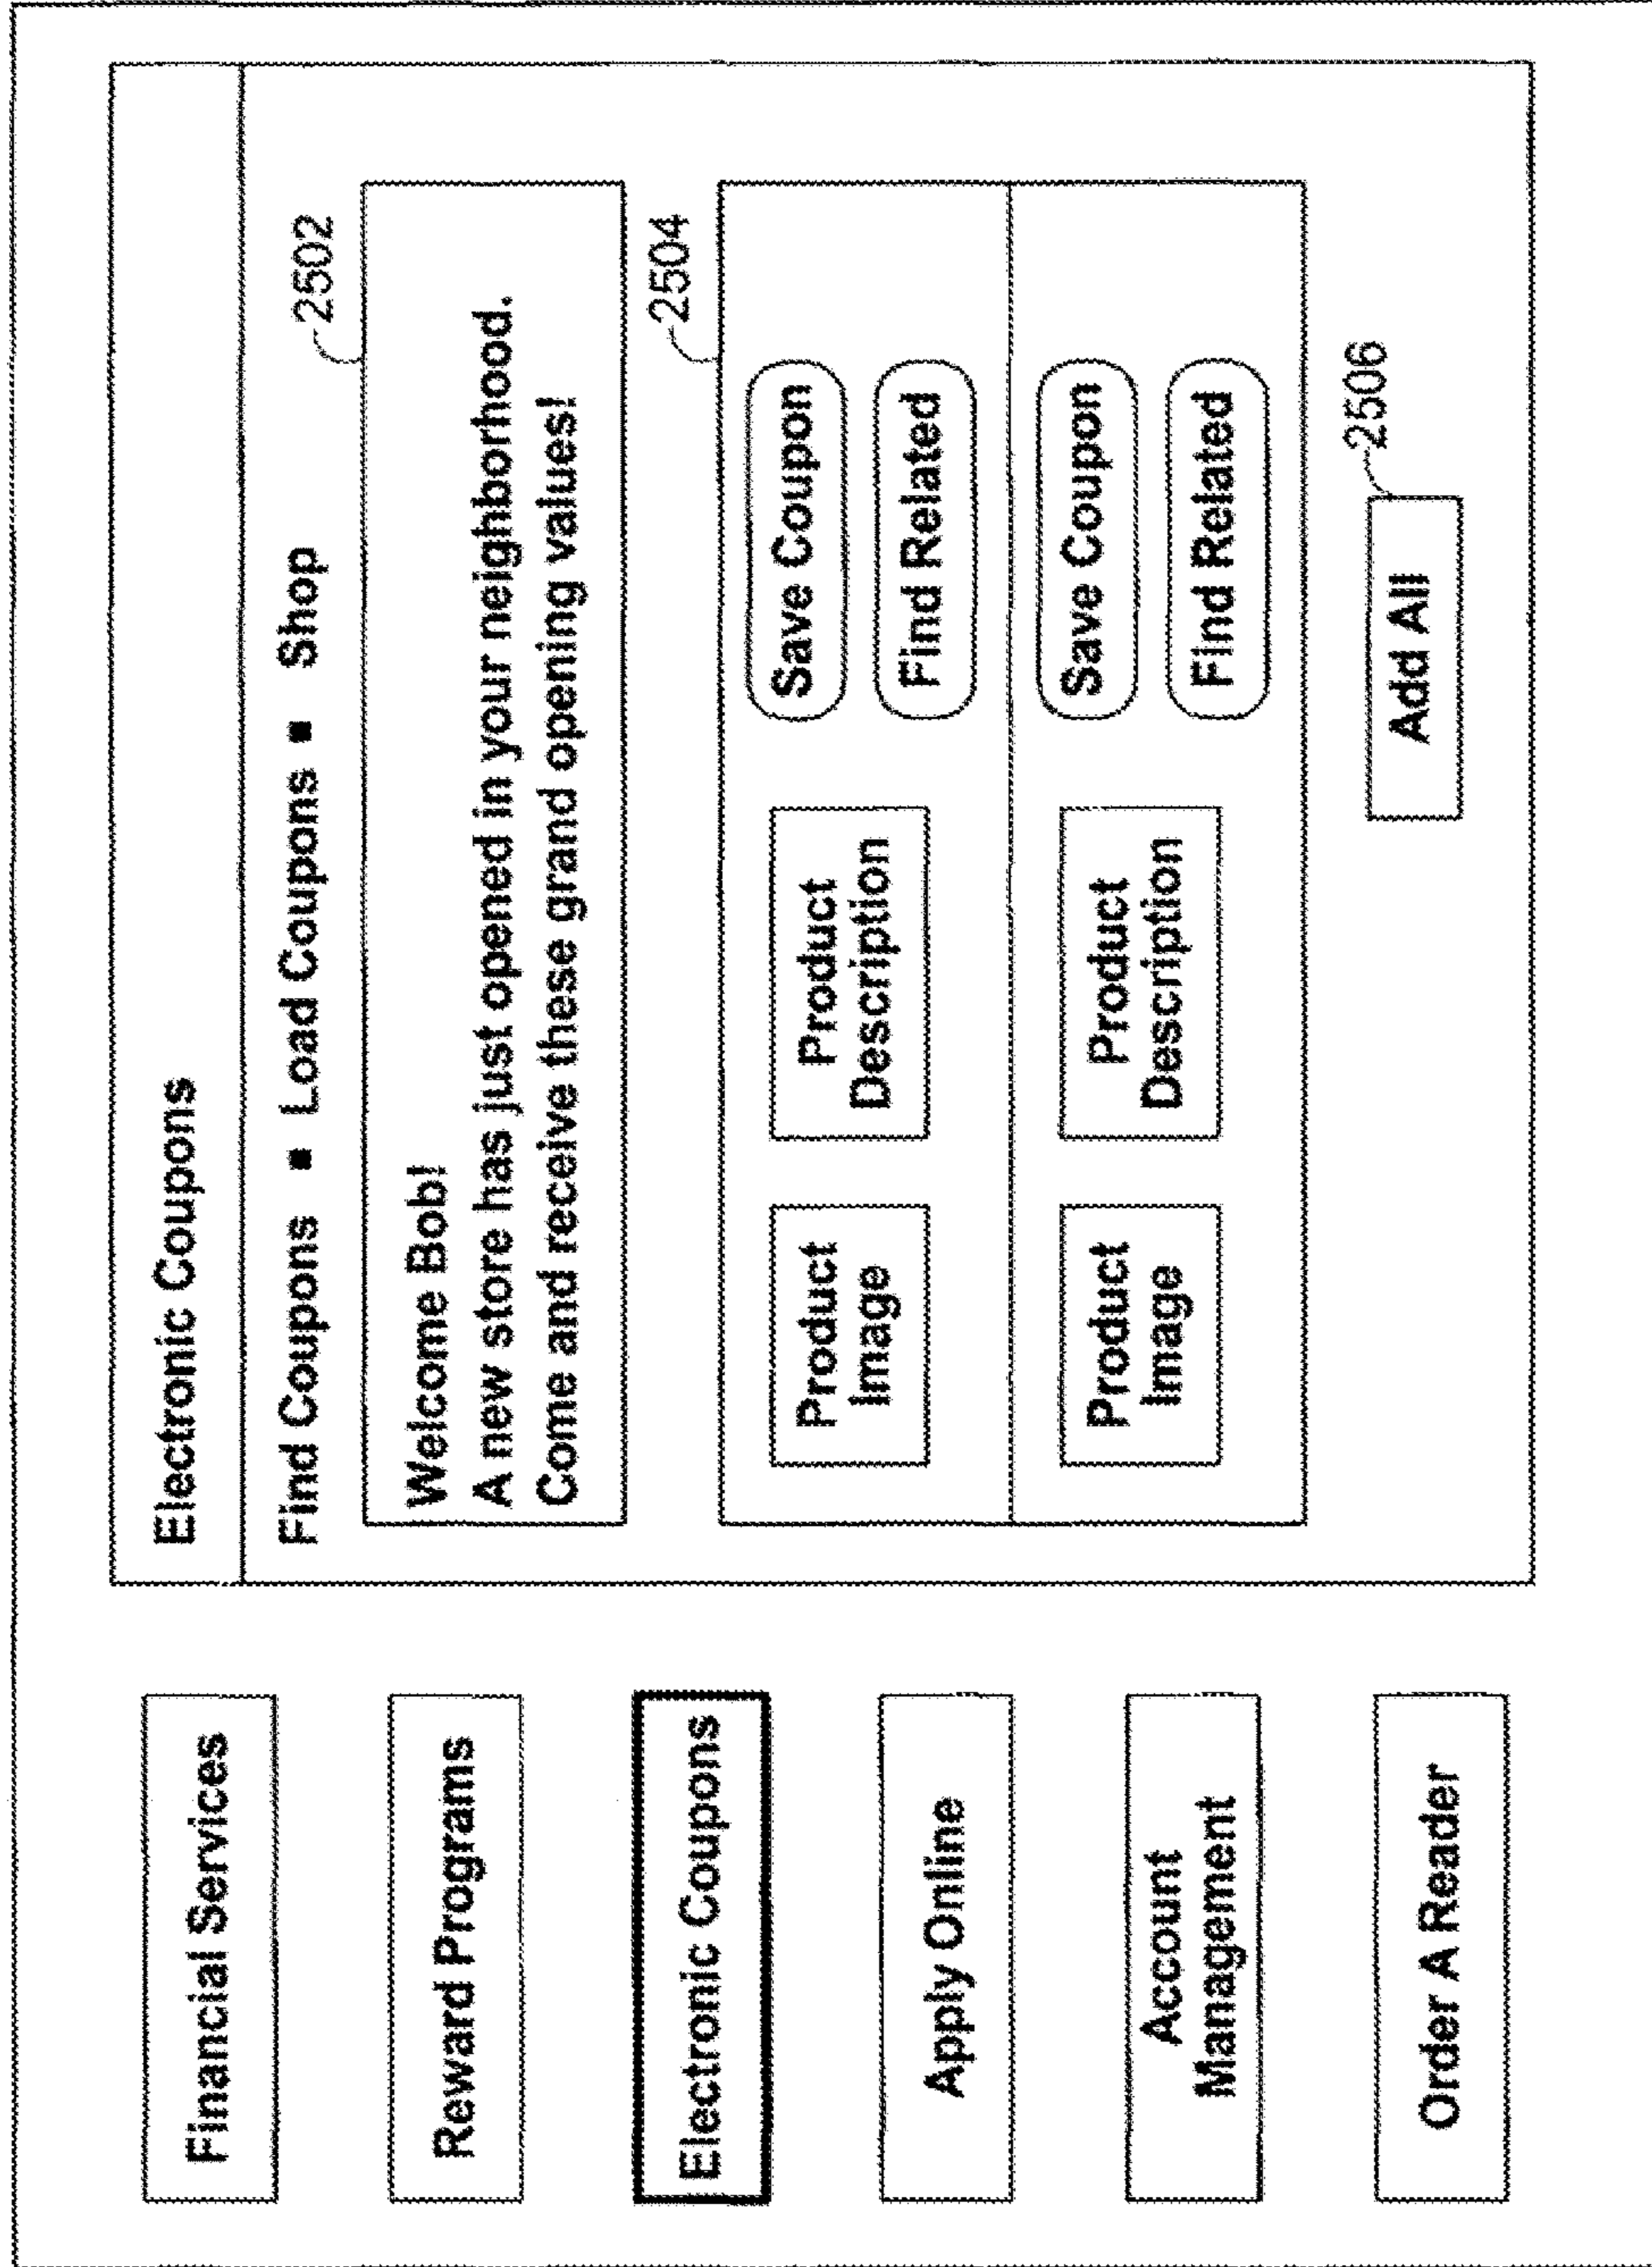 Financial Services
Reward Programs
Electronic Coupons
Apply Online
Account
Management
Order A Reader
Electronic Coupons
Find Coupons ▪ Load Coupons ▪ Shop
2502
Welcome Bob!
A new store has just opened in your neighborhood.
Come and receive these grand opening values!
2504
Product
Image
Product
Description
Save Coupon
Find Related
Product
Image
Product
Description
Save Coupon
Find Related
Add All
2506